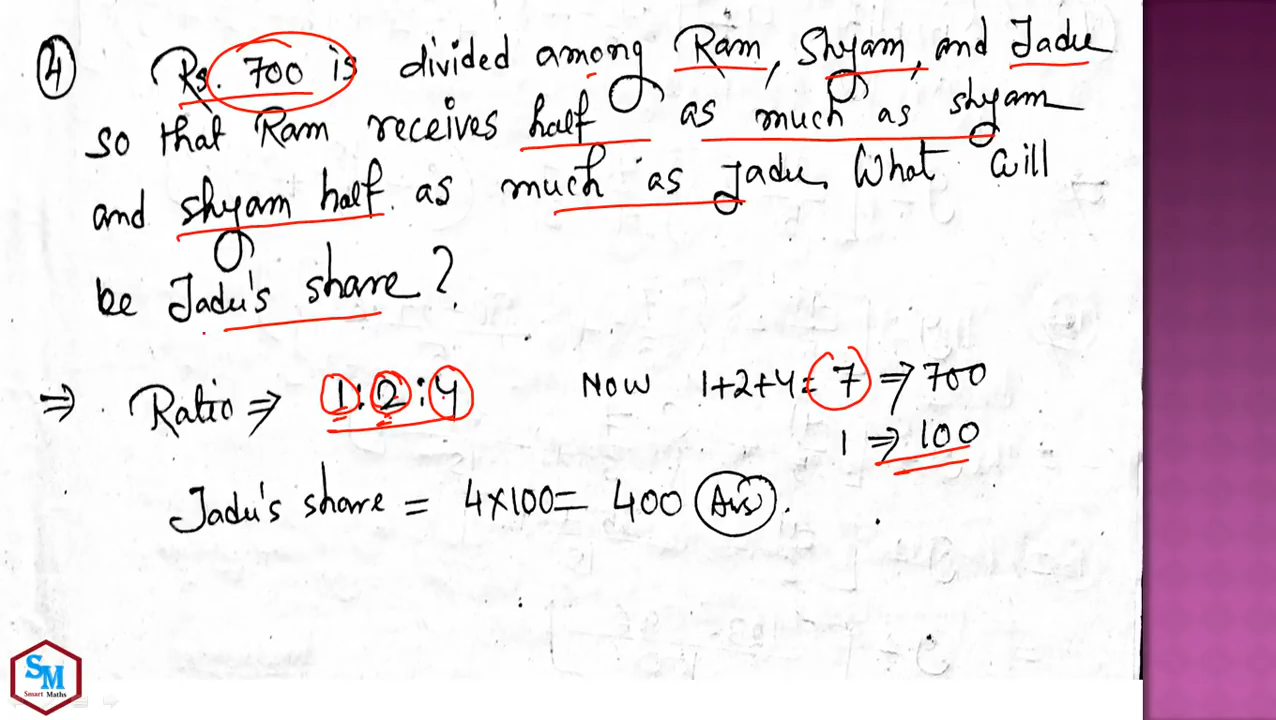 ④ Rs. 700 is divided among Ram, Shyam, and Jadu
so that Ram receives half as much as shyam
and shyam half as much as Jadu. What will
be Jadu's share?
⇒ Ratio ⇒ 1:2:4 Now 1+2+4= 7 ⇒ 700
1 ⇒ 100
Jadu's share = 4×100= 400 Ans.
SM
Smart Maths